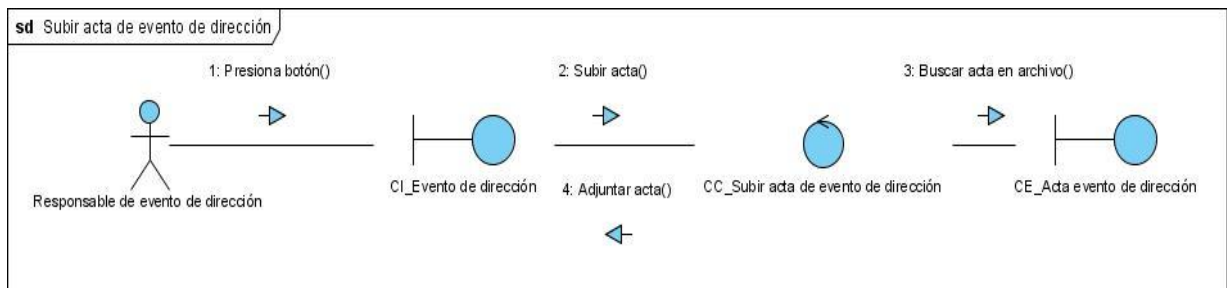 sd Subir acta de evento de dirección
1: Presiona botón()
2: Subir acta()
3: Buscar acta en archivo()
Responsable de evento de dirección
CI_Evento de dirección
4: Adjuntar acta()
CC_Subir acta de evento de dirección
CE_Acta evento de dirección